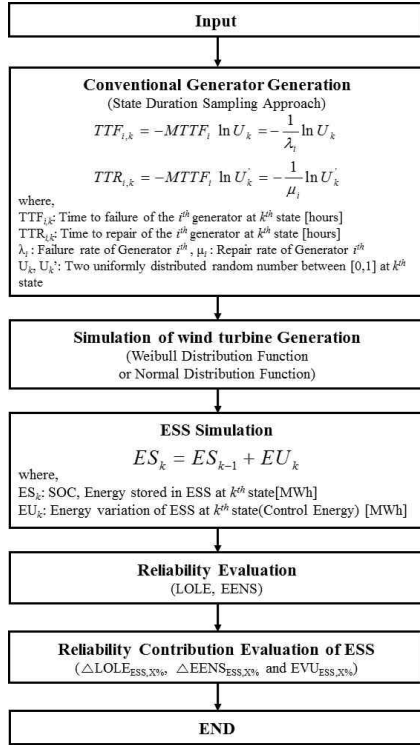 Input
Conventional Generator Generation
(State Duration Sampling Approach)
TTF_{i,k} = -MTTF_i ln U_k = -\frac{1}{λ_i} ln U_k
TTR_{i,k} = -MTTF_i ln U_k^' = -\frac{1}{μ_i} ln U_k^'
where,
TTF_{i,k}: Time to failure of the i^{th} generator at k^{th} state [hours]
TTR_{i,k}: Time to repair of the i^{th} generator at k^{th} state [hours]
λ_i : Failure rate of Generator i^{th} , μ_i : Repair rate of Generator i^{th}
U_k, U_k’: Two uniformly distributed random number between [0,1] at k^{th}
state
Simulation of wind turbine Generation
(Weibull Distribution Function
or Normal Distribution Function)
ESS Simulation
ES_k = ES_{k-1} + EU_k
where,
ES_k: SOC, Energy stored in ESS at k^{th} state[MWh]
EU_k: Energy variation of ESS at k^{th} state(Control Energy) [MWh]
Reliability Evaluation
(LOLE, EENS)
Reliability Contribution Evaluation of ESS
(△LOLE_{ESS,X%}, △EENS_{ESS,X%} and EVU_{ESS,X%})
END